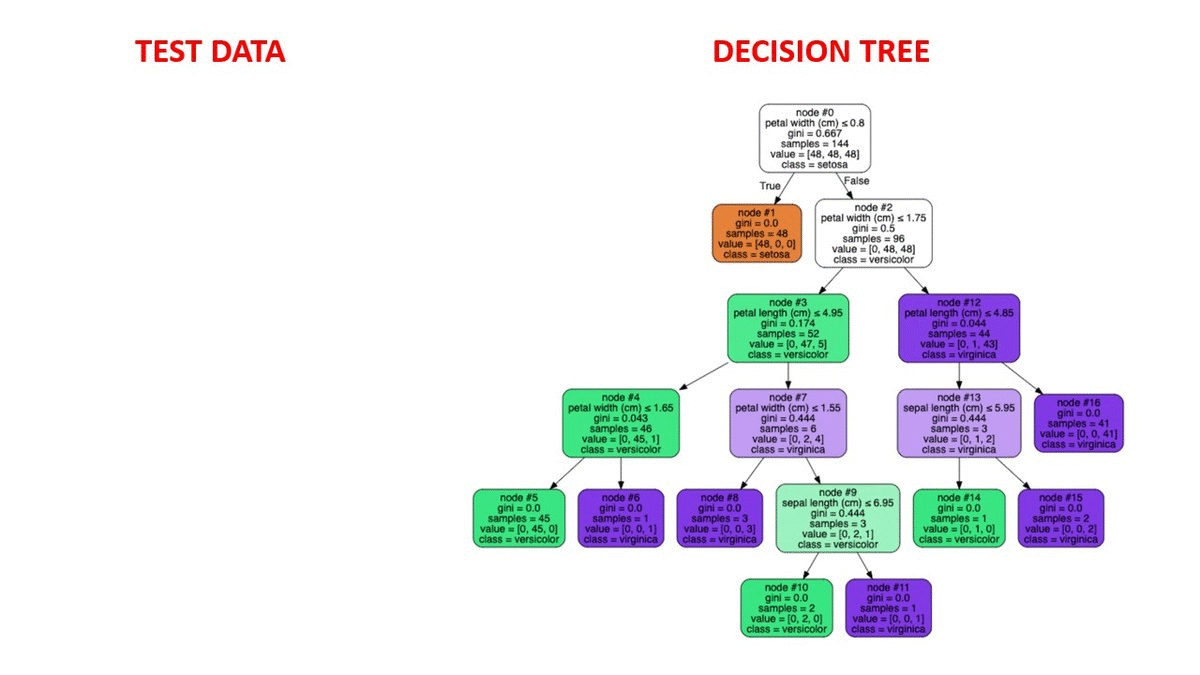 TEST DATA
DECISION TREE
node #0
petal width (cm) ≤ 0.8
gini = 0.667
samples = 144
value = [48, 48, 48]
class = setosa
True
False
node #1
gini = 0.0
samples = 48
value = [48, 0, 0]
class = setosa
node #2
petal width (cm) ≤ 1.75
gini = 0.5
samples = 96
value = [0, 48, 48]
class = versicolor
node #3
petal length (cm) ≤ 4.95
gini = 0.174
samples = 52
value = [0, 47, 5]
class = versicolor
node #12
petal length (cm) ≤ 4.85
gini = 0.044
samples = 44
value = [0, 1, 43]
class = virginica
node #4
petal width (cm) ≤ 1.65
gini = 0.043
samples = 46
value = [0, 45, 1]
class = versicolor
node #7
petal width (cm) ≤ 1.55
gini = 0.444
samples = 6
value = [0, 2, 4]
class = virginica
node #13
sepal length (cm) ≤ 5.95
gini = 0.444
samples = 3
value = [0, 1, 2]
class = virginica
node #16
gini = 0.0
samples = 41
value = [0, 0, 41]
class = virginica
node #5
gini = 0.0
samples = 45
value = [0, 45, 0]
class = versicolor
node #6
gini = 0.0
samples = 1
value = [0, 0, 1]
class = virginica
node #8
gini = 0.0
samples = 3
value = [0, 0, 3]
class = virginica
node #9
sepal length (cm) ≤ 6.95
gini = 0.444
samples = 3
value = [0, 2, 1]
class = versicolor
node #14
gini = 0.0
samples = 1
value = [0, 1, 0]
class = versicolor
node #15
gini = 0.0
samples = 2
value = [0, 0, 2]
class = virginica
node #10
gini = 0.0
samples = 2
value = [0, 2, 0]
class = versicolor
node #11
gini = 0.0
samples = 1
value = [0, 0, 1]
class = virginica